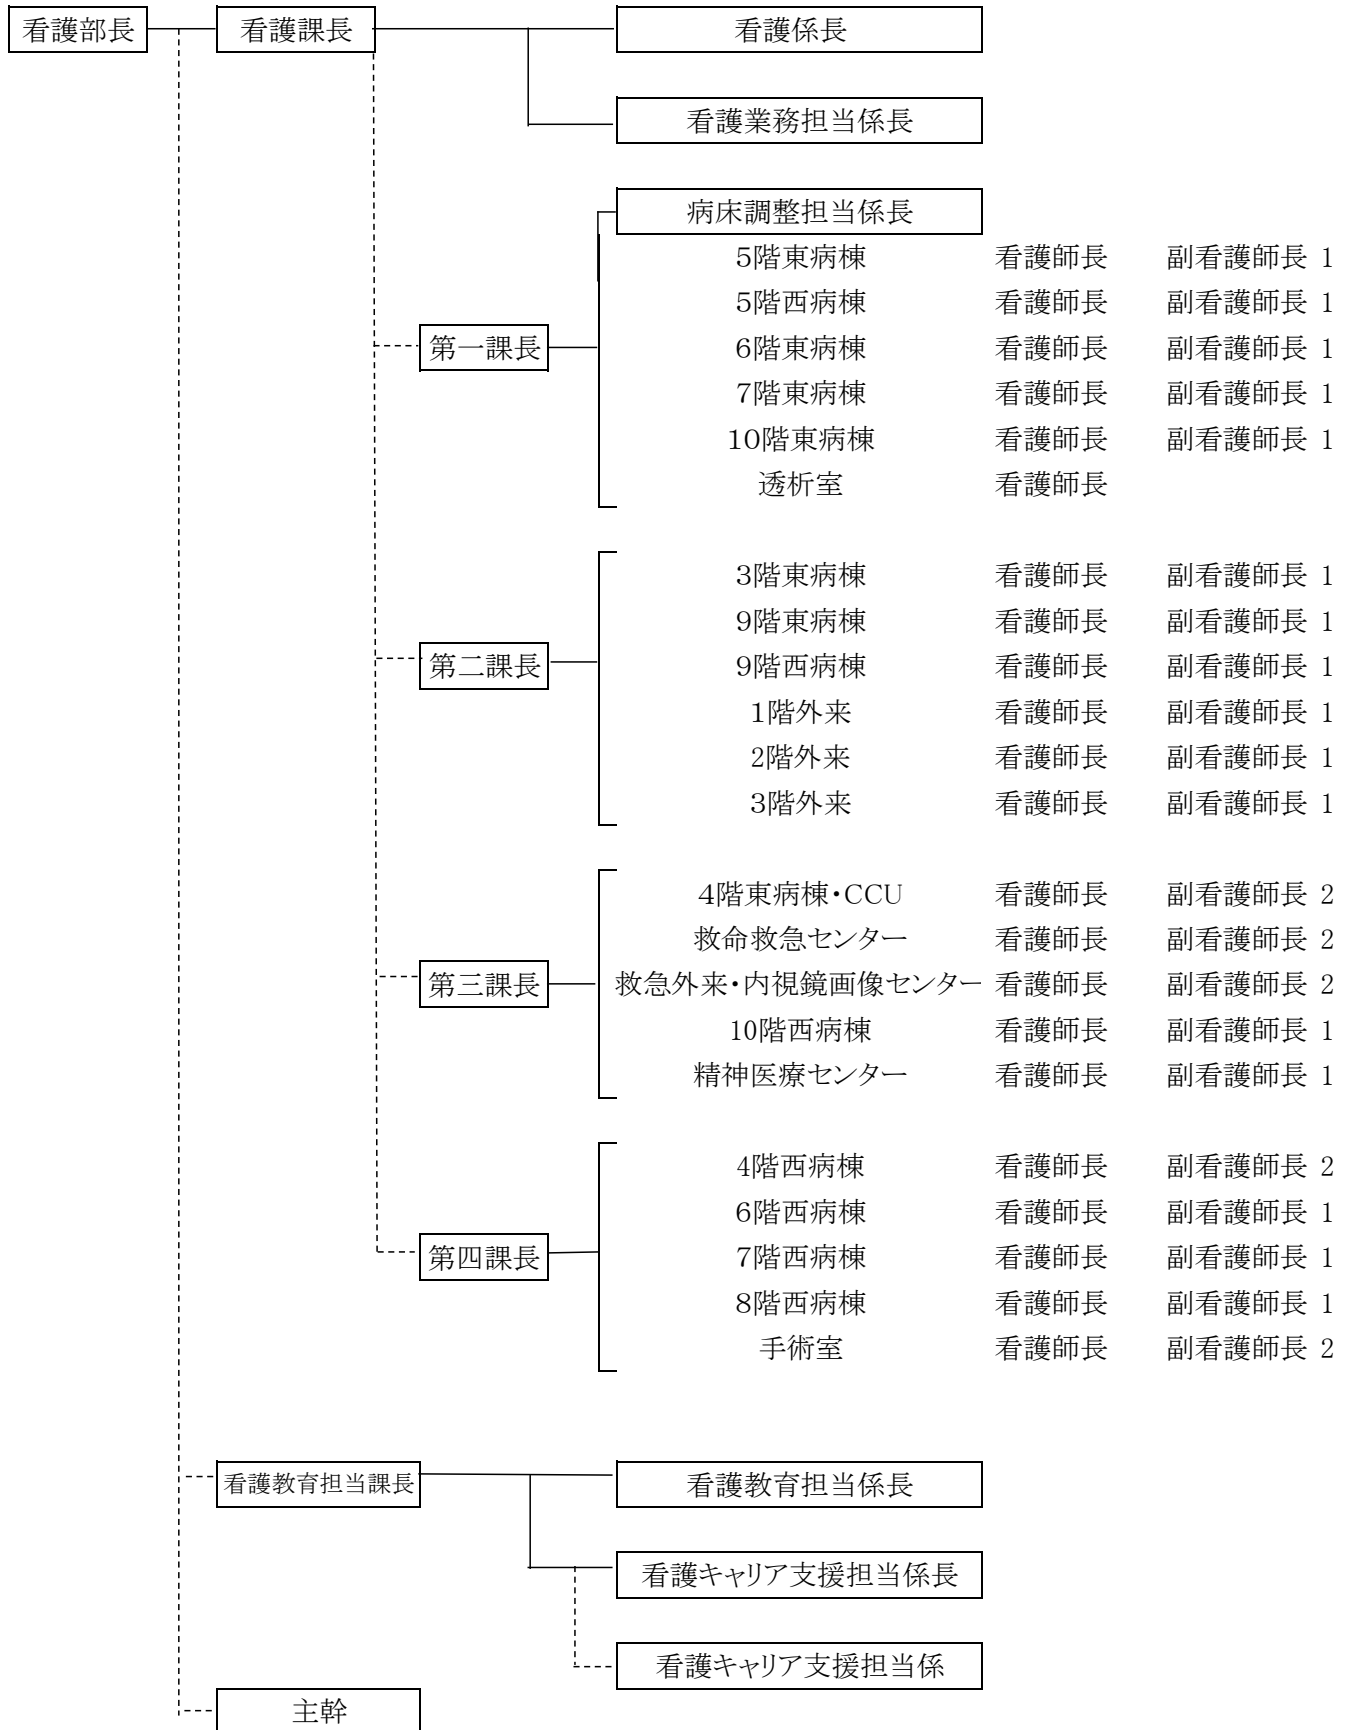 看護部長 看護課長 看護係長
看護業務担当係長
病床調整担当係長
5階東病棟 看護師長 副看護師長 1
5階西病棟 看護師長 副看護師長 1
第一課長 6階東病棟 看護師長 副看護師長 1
7階東病棟 看護師長 副看護師長 1
10階東病棟 看護師長 副看護師長 1
透析室 看護師長
3階東病棟 看護師長 副看護師長 1
9階東病棟 看護師長 副看護師長 1
第二課長 9階西病棟 看護師長 副看護師長 1
1階外来 看護師長 副看護師長 1
2階外来 看護師長 副看護師長 1
3階外来 看護師長 副看護師長 1
4階東病棟・CCU 看護師長 副看護師長 2
救命救急センター 看護師長 副看護師長 2
第三課長 救急外来・内視鏡画像センター 看護師長 副看護師長 2
10階西病棟 看護師長 副看護師長 1
精神医療センター 看護師長 副看護師長 1
4階西病棟 看護師長 副看護師長 2
6階西病棟 看護師長 副看護師長 1
第四課長 7階西病棟 看護師長 副看護師長 1
8階西病棟 看護師長 副看護師長 1
手術室 看護師長 副看護師長 2
看護教育担当課長 看護教育担当係長
看護キャリア支援担当係長
看護キャリア支援担当係
主幹